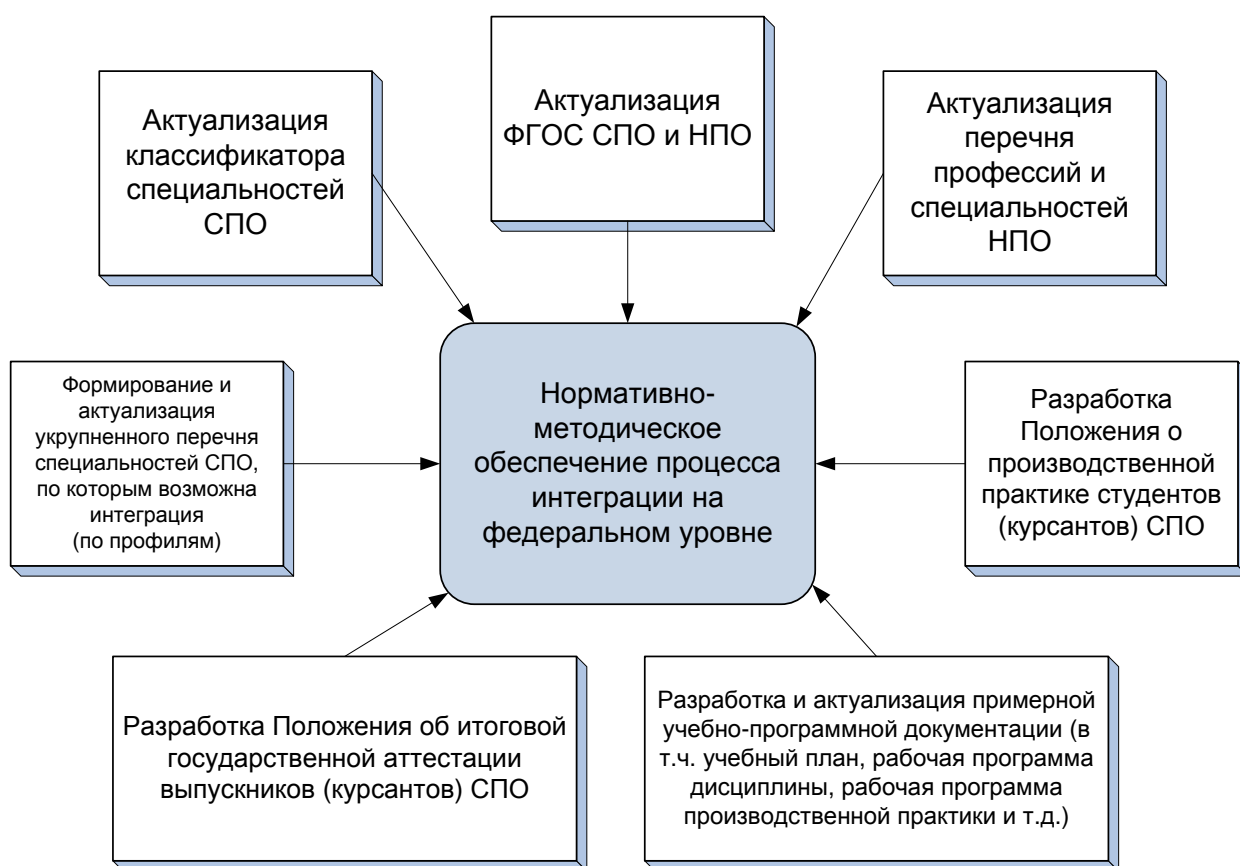 Актуализация
классификатора
специальностей
СПО
Актуализация
ФГОС СПО и НПО
Актуализация
перечня
профессий и
специальностей
НПО
Формирование и
актуализация
укрупненного перечня
специальностей СПО,
по которым возможна
интеграция
(по профилям)
Нормативно-
методическое
обеспечение процесса
интеграции на
федеральном уровне
Разработка
Положения о
производственной
практике студентов
(курсантов) СПО
Разработка Положения об итоговой
государственной аттестации
выпускников (курсантов) СПО
Разработка и актуализация примерной
учебно-программной документации (в
т.ч. учебный план, рабочая программа
дисциплины, рабочая программа
производственной практики и т.д.)